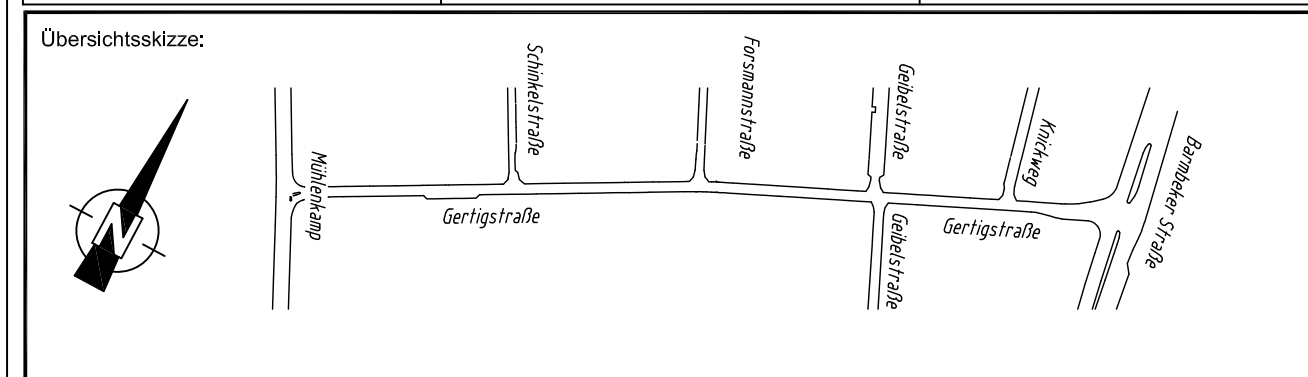 Übersichtsskizze:
Mühlenkamp
Schinkelstraße
Forsmannstraße
Geibelstraße
Knickweg
Barmbeker Straße
Gertigstraße
Geibelstraße
Gertigstraße
N